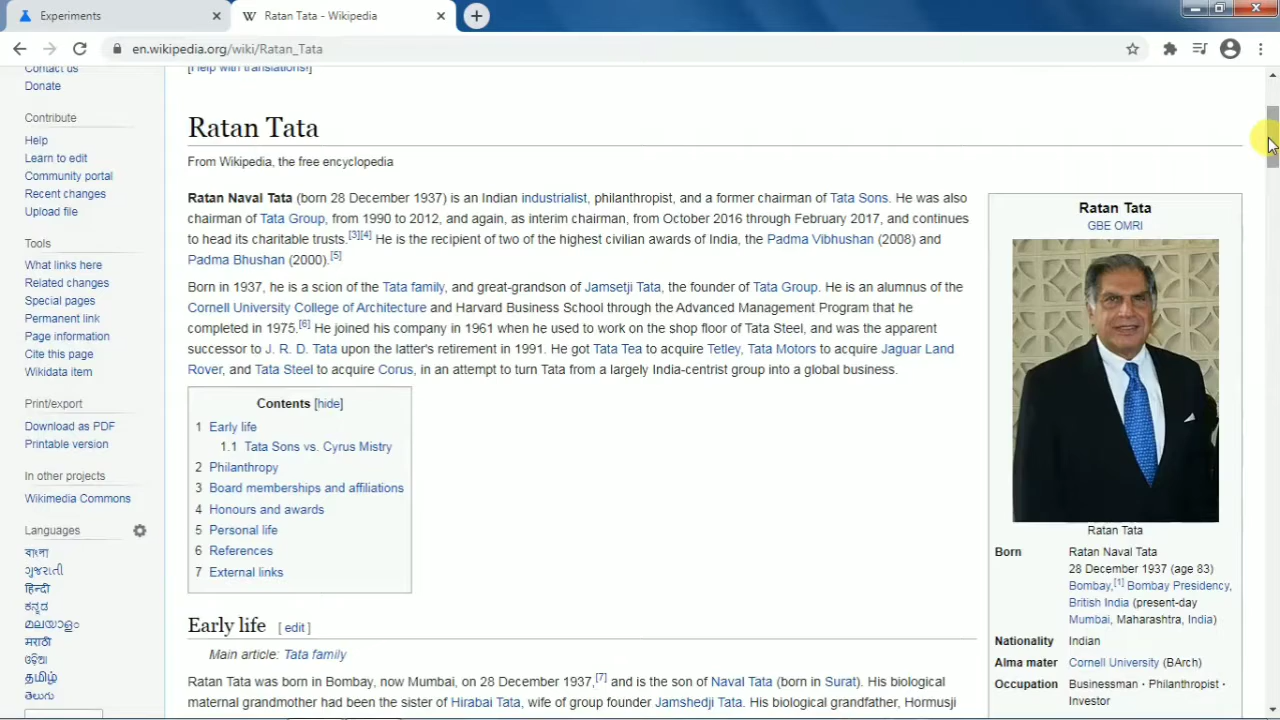 Experiments
Ratan Tata - Wikipedia
en.wikipedia.org/wiki/Ratan_Tata
Contact us
Donate
Contribute
Help
Learn to edit
Community portal
Recent changes
Upload file
Tools
What links here
Related changes
Special pages
Permanent link
Page information
Cite this page
Wikidata item
Print/export
Download as PDF
Printable version
In other projects
Wikimedia Commons
Languages
বাংলা
ગુજરાતી
हिन्दी
ಕನ್ನಡ
മലയാളം
मराठी
ଓଡ଼ିଆ
தமிழ்
తెలుగు
[Help with translations!]
Ratan Tata
From Wikipedia, the free encyclopedia
Ratan Naval Tata (born 28 December 1937) is an Indian industrialist, philanthropist, and a former chairman of Tata Sons. He was also
chairman of Tata Group, from 1990 to 2012, and again, as interim chairman, from October 2016 through February 2017, and continues
to head its charitable trusts.[3][4] He is the recipient of two of the highest civilian awards of India, the Padma Vibhushan (2008) and
Padma Bhushan (2000).[5]
Born in 1937, he is a scion of the Tata family, and great-grandson of Jamsetji Tata, the founder of Tata Group. He is an alumnus of the
Cornell University College of Architecture and Harvard Business School through the Advanced Management Program that he
completed in 1975.[6] He joined his company in 1961 when he used to work on the shop floor of Tata Steel, and was the apparent
successor to J. R. D. Tata upon the latter's retirement in 1991. He got Tata Tea to acquire Tetley, Tata Motors to acquire Jaguar Land
Rover, and Tata Steel to acquire Corus, in an attempt to turn Tata from a largely India-centrist group into a global business.
Contents [hide]
1 Early life
1.1 Tata Sons vs. Cyrus Mistry
2 Philanthropy
3 Board memberships and affiliations
4 Honours and awards
5 Personal life
6 References
7 External links
Early life [ edit ]
Main article: Tata family
Ratan Tata was born in Bombay, now Mumbai, on 28 December 1937,[7] and is the son of Naval Tata (born in Surat). His biological
maternal grandmother had been the sister of Hirabai Tata, wife of group founder Jamshedji Tata. His biological grandfather, Hormusji
Ratan Tata
GBE OMRI
Ratan Tata
Born Ratan Naval Tata
28 December 1937 (age 83)
Bombay,[1] Bombay Presidency,
British India (present-day
Mumbai, Maharashtra, India)
Nationality Indian
Alma mater Cornell University (BArch)
Occupation Businessman · Philanthropist ·
Investor